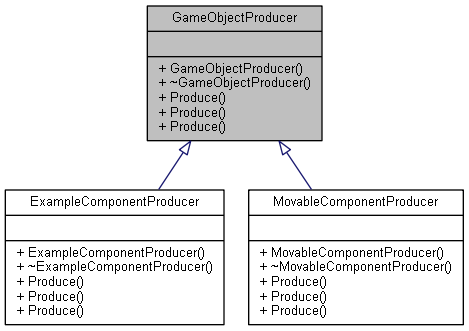 GameObjectProducer
+ GameObjectProducer()
+ ~GameObjectProducer()
+ Produce()
+ Produce()
+ Produce()
ExampleComponentProducer
+ ExampleComponentProducer()
+ ~ExampleComponentProducer()
+ Produce()
+ Produce()
+ Produce()
MovableComponentProducer
+ MovableComponentProducer()
+ ~MovableComponentProducer()
+ Produce()
+ Produce()
+ Produce()